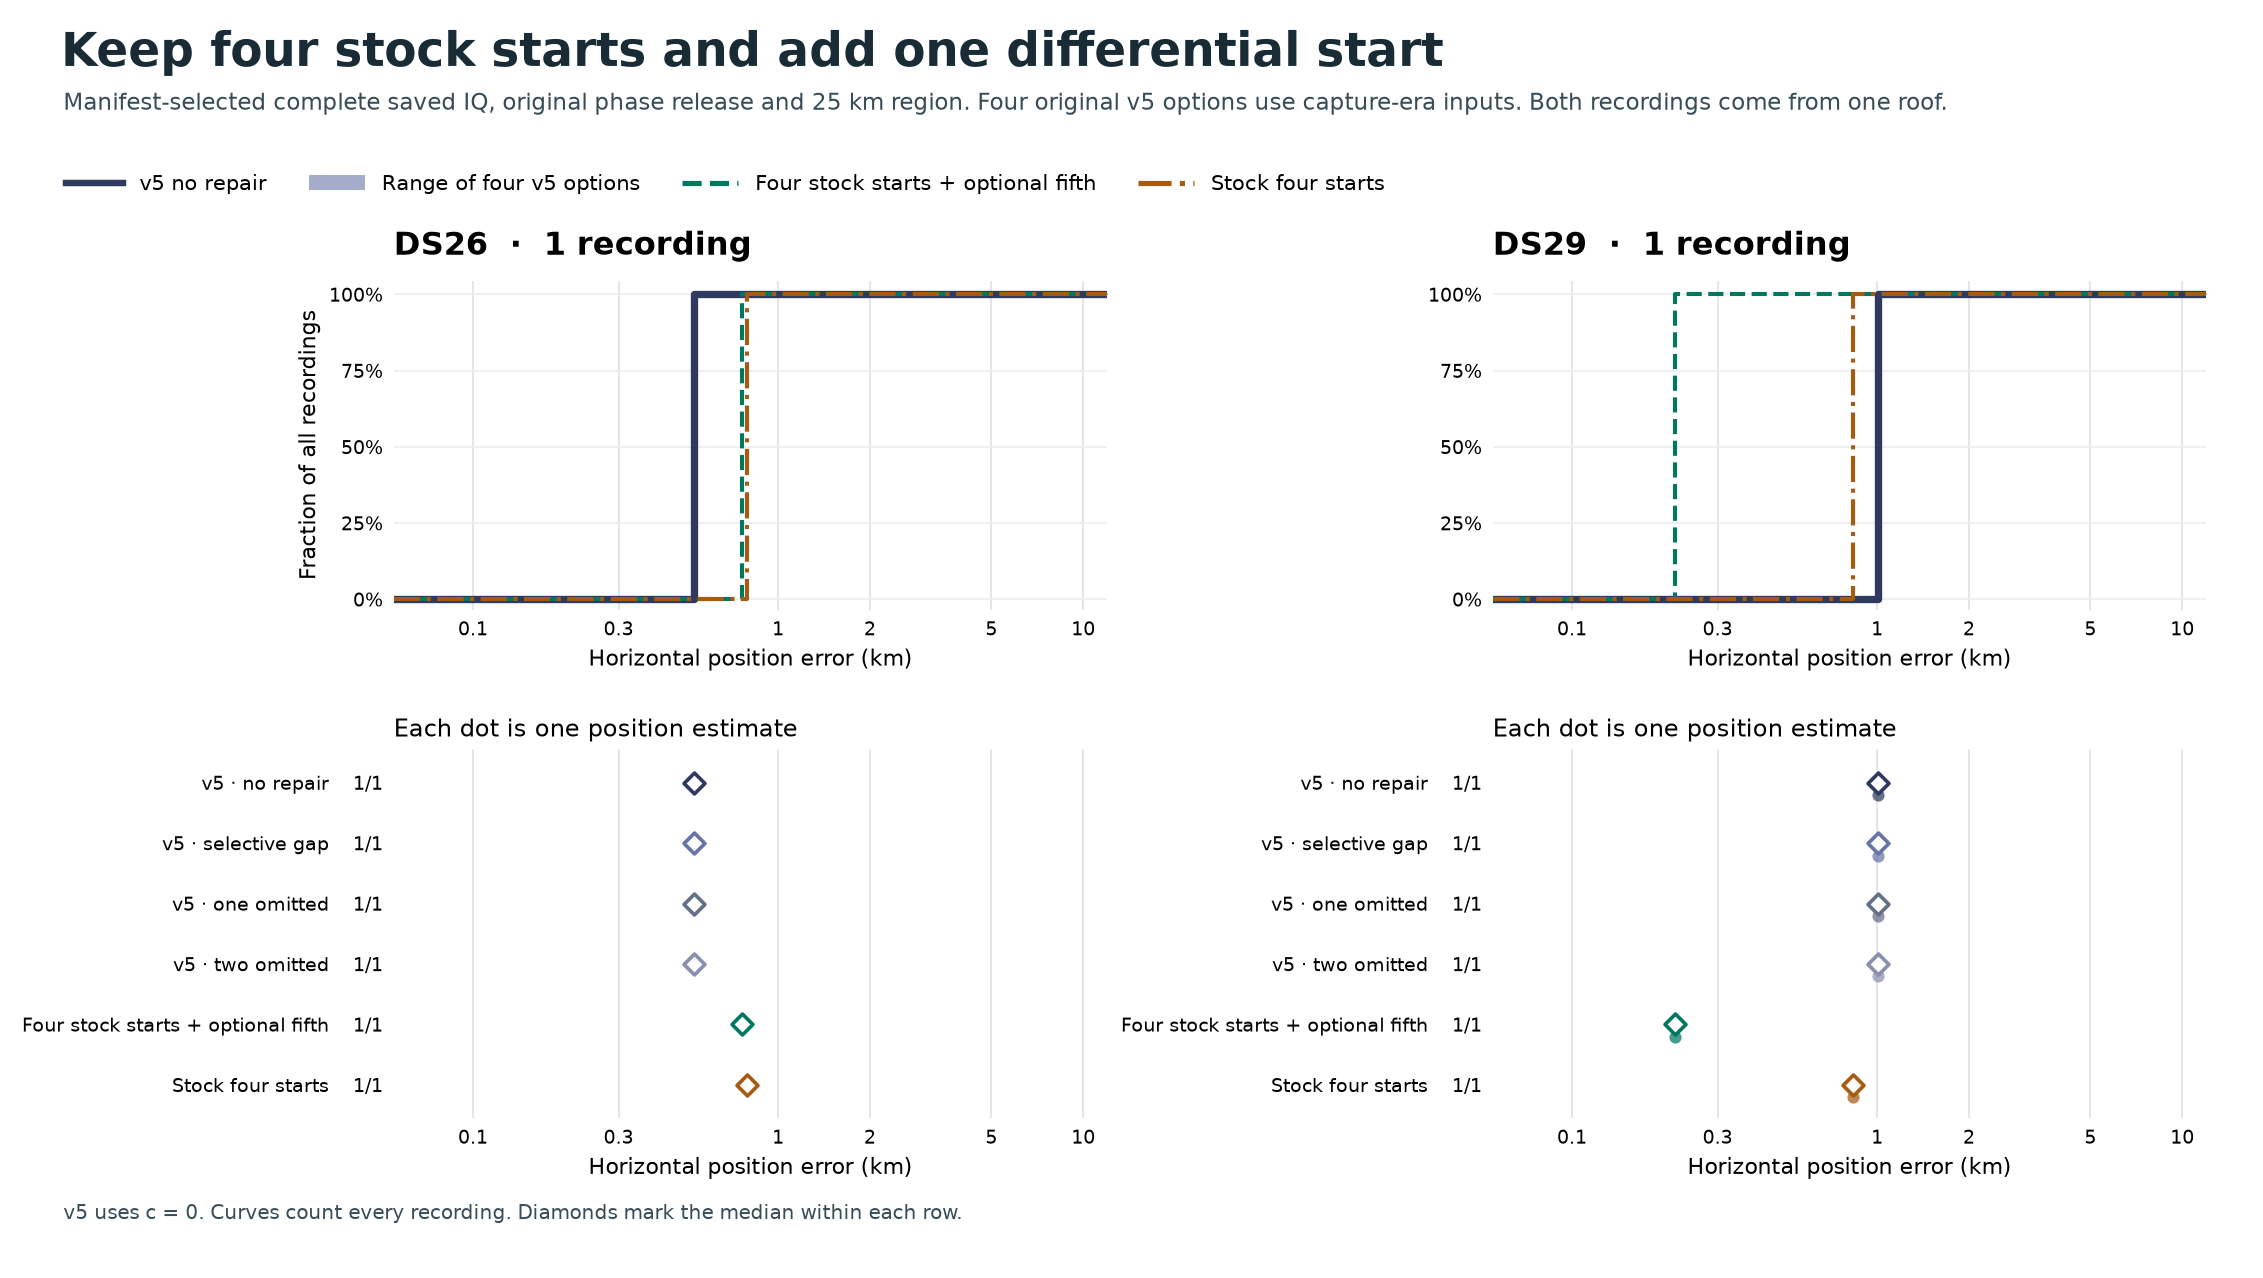 Keep four stock starts and add one differential start
Manifest-selected complete saved IQ, original phase release and 25 km region. Four original v5 options use capture-era inputs. Both recordings come from one roof.
v5 no repair
Range of four v5 options
Four stock starts + optional fifth
Stock four starts
DS26 · 1 recording
Fraction of all recordings
100%
75%
50%
25%
0%
0.1 0.3 1 2 5 10
Horizontal position error (km)
DS29 · 1 recording
100%
75%
50%
25%
0%
0.1 0.3 1 2 5 10
Horizontal position error (km)
Each dot is one position estimate
v5 · no repair 1/1
v5 · selective gap 1/1
v5 · one omitted 1/1
v5 · two omitted 1/1
Four stock starts + optional fifth 1/1
Stock four starts 1/1
0.1 0.3 1 2 5 10
Horizontal position error (km)
Each dot is one position estimate
v5 · no repair 1/1
v5 · selective gap 1/1
v5 · one omitted 1/1
v5 · two omitted 1/1
Four stock starts + optional fifth 1/1
Stock four starts 1/1
0.1 0.3 1 2 5 10
Horizontal position error (km)
v5 uses c = 0. Curves count every recording. Diamonds mark the median within each row.